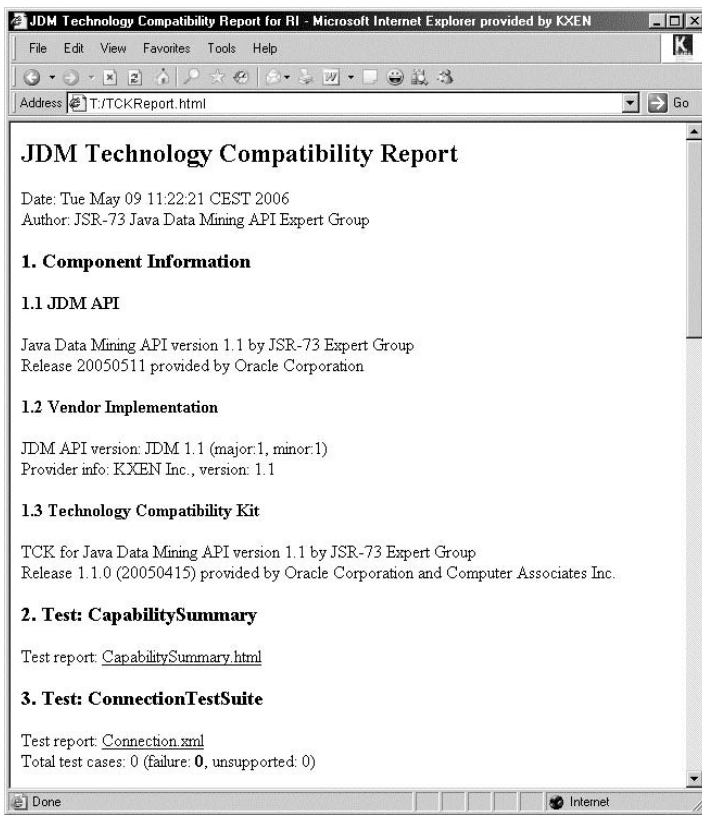 JDM Technology Compatibility Report for RI - Microsoft Internet Explorer provided by KXEN
File Edit View Favorites Tools Help
Address T:/TCKReport.html Go
JDM Technology Compatibility Report
Date: Tue May 09 11:22:21 CEST 2006
Author: JSR-73 Java Data Mining API Expert Group
1. Component Information
1.1 JDM API
Java Data Mining API version 1.1 by JSR-73 Expert Group
Release 20050511 provided by Oracle Corporation
1.2 Vendor Implementation
JDM API version: JDM 1.1 (major:1, minor:1)
Provider info: KXEN Inc., version: 1.1
1.3 Technology Compatibility Kit
TCK for Java Data Mining API version 1.1 by JSR-73 Expert Group
Release 1.1.0 (20050415) provided by Oracle Corporation and Computer Associates Inc.
2. Test: CapabilitySummary
Test report: CapabilitySummary.html
3. Test: ConnectionTestSuite
Test report: Connection.xml
Total test cases: 0 (failure: 0, unsupported: 0)
Done Internet